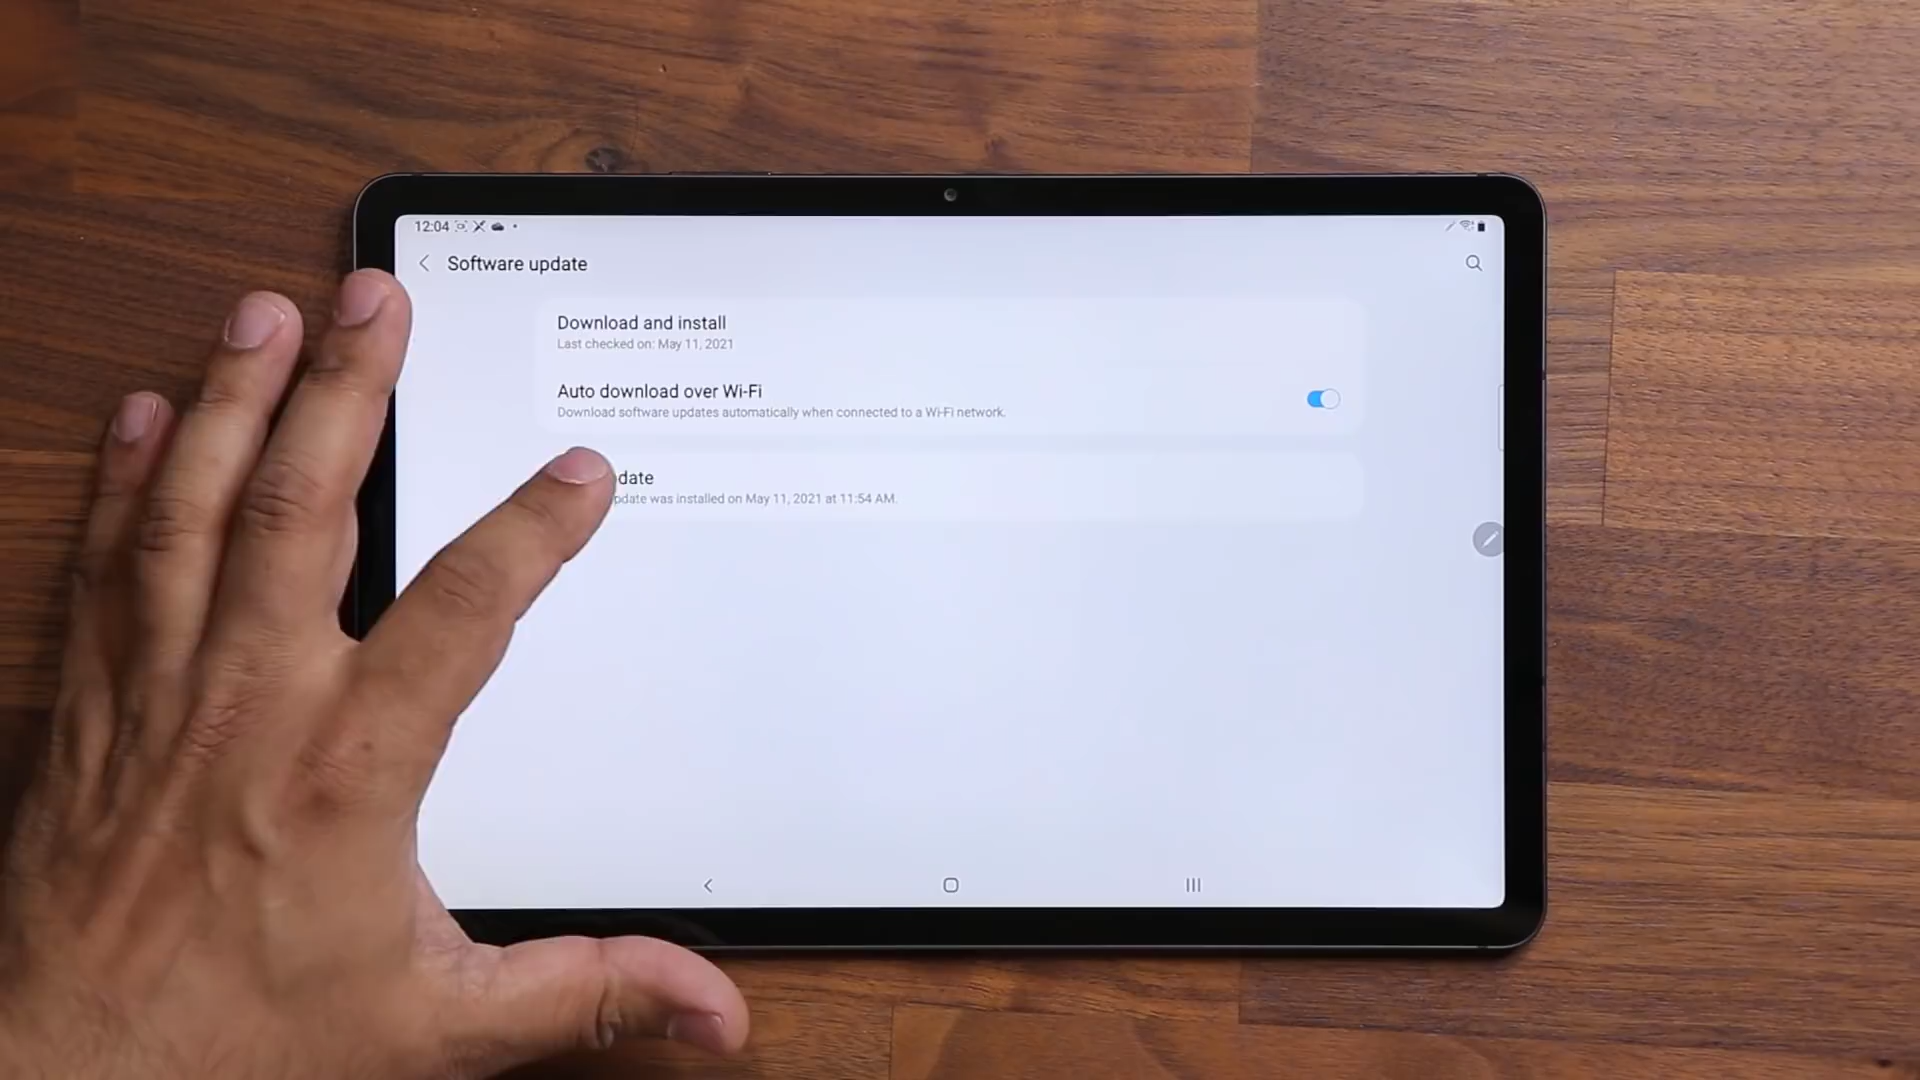 12:04
Software update
Download and install
Last checked on: May 11, 2021
Auto download over Wi-Fi
Download software updates automatically when connected to a Wi-Fi network.
date
pdate was installed on May 11, 2021 at 11:54 AM.